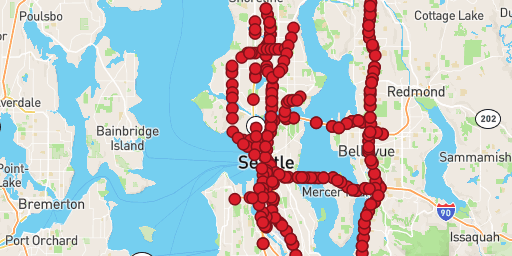 Shoreline
Poulsbo
Cottage Lake
Redmond
202
Bainbridge
Island
Seattle
Bellevue
Sammamish
Point-
Lake
Mercer
Bremerton
90
Port Orchard
Issaquah